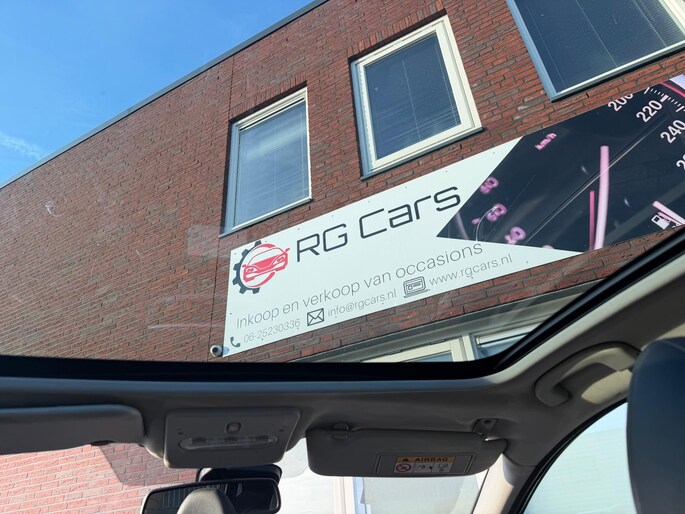 RG Cars
Inkoop en verkoop van occasions
06-25230336 info@rgcars.nl www.rgcars.nl
200 220 240
km/h
AIRBAG